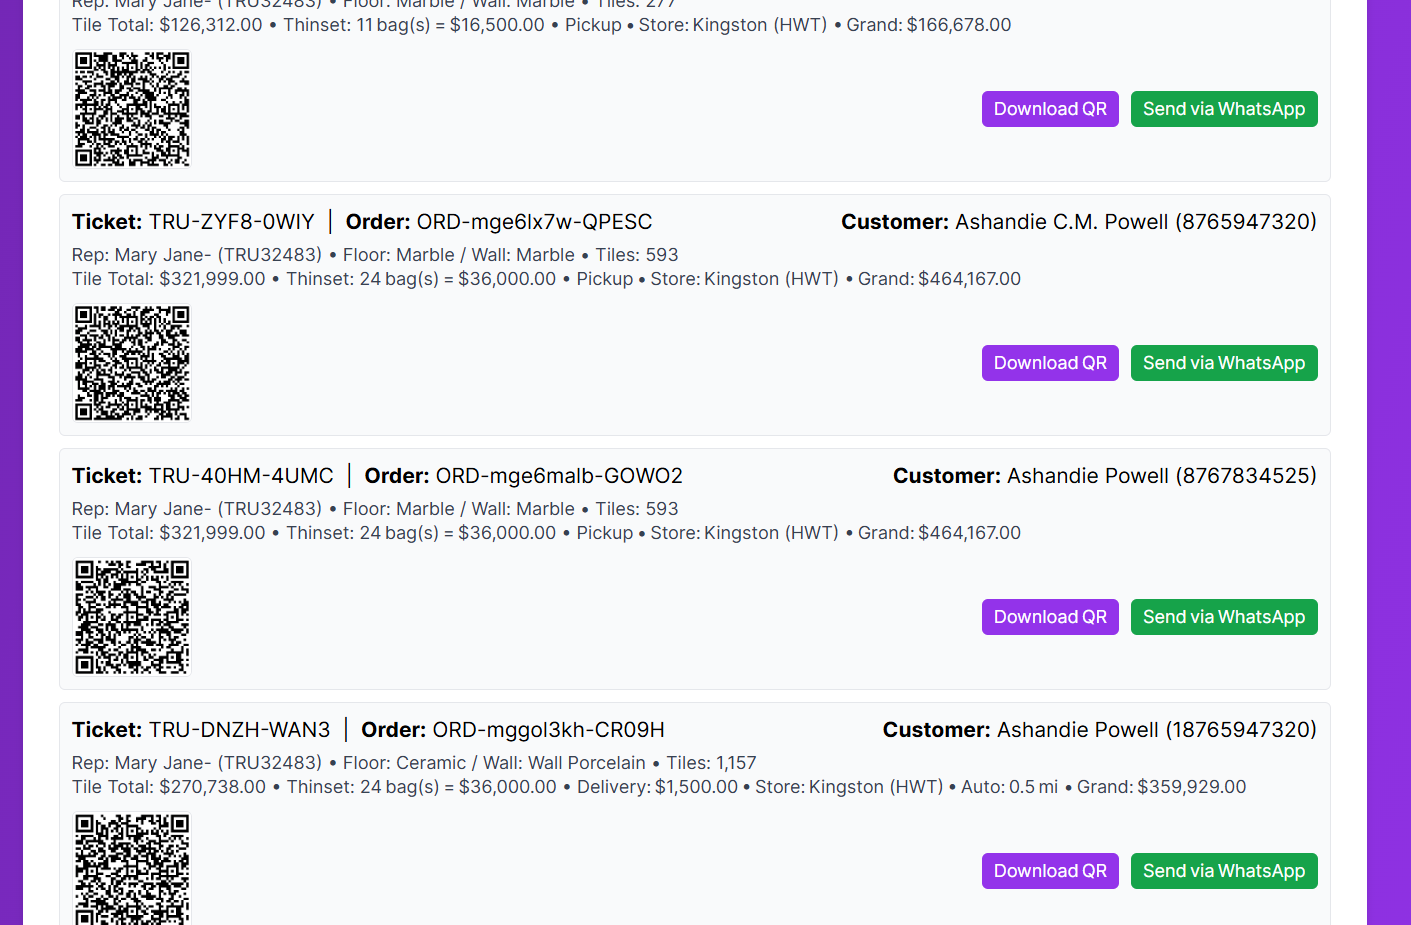 Rep: Mary Jane- (TRU32483) • Floor: Marble / Wall: Marble • Tiles: 277
Tile Total: $126,312.00 • Thinset: 11 bag(s) = $16,500.00 • Pickup • Store: Kingston (HWT) • Grand: $166,678.00
Download QR Send via WhatsApp
Ticket: TRU-ZYF8-0WIY | Order: ORD-mge6lx7w-QPESC Customer: Ashandie C.M. Powell (8765947320)
Rep: Mary Jane- (TRU32483) • Floor: Marble / Wall: Marble • Tiles: 593
Tile Total: $321,999.00 • Thinset: 24 bag(s) = $36,000.00 • Pickup • Store: Kingston (HWT) • Grand: $464,167.00
Download QR Send via WhatsApp
Ticket: TRU-40HM-4UMC | Order: ORD-mge6malb-GOWO2 Customer: Ashandie Powell (8767834525)
Rep: Mary Jane- (TRU32483) • Floor: Marble / Wall: Marble • Tiles: 593
Tile Total: $321,999.00 • Thinset: 24 bag(s) = $36,000.00 • Pickup • Store: Kingston (HWT) • Grand: $464,167.00
Download QR Send via WhatsApp
Ticket: TRU-DNZH-WAN3 | Order: ORD-mggol3kh-CR09H Customer: Ashandie Powell (18765947320)
Rep: Mary Jane- (TRU32483) • Floor: Ceramic / Wall: Wall Porcelain • Tiles: 1,157
Tile Total: $270,738.00 • Thinset: 24 bag(s) = $36,000.00 • Delivery: $1,500.00 • Store: Kingston (HWT) • Auto: 0.5 mi • Grand: $359,929.00
Download QR Send via WhatsApp